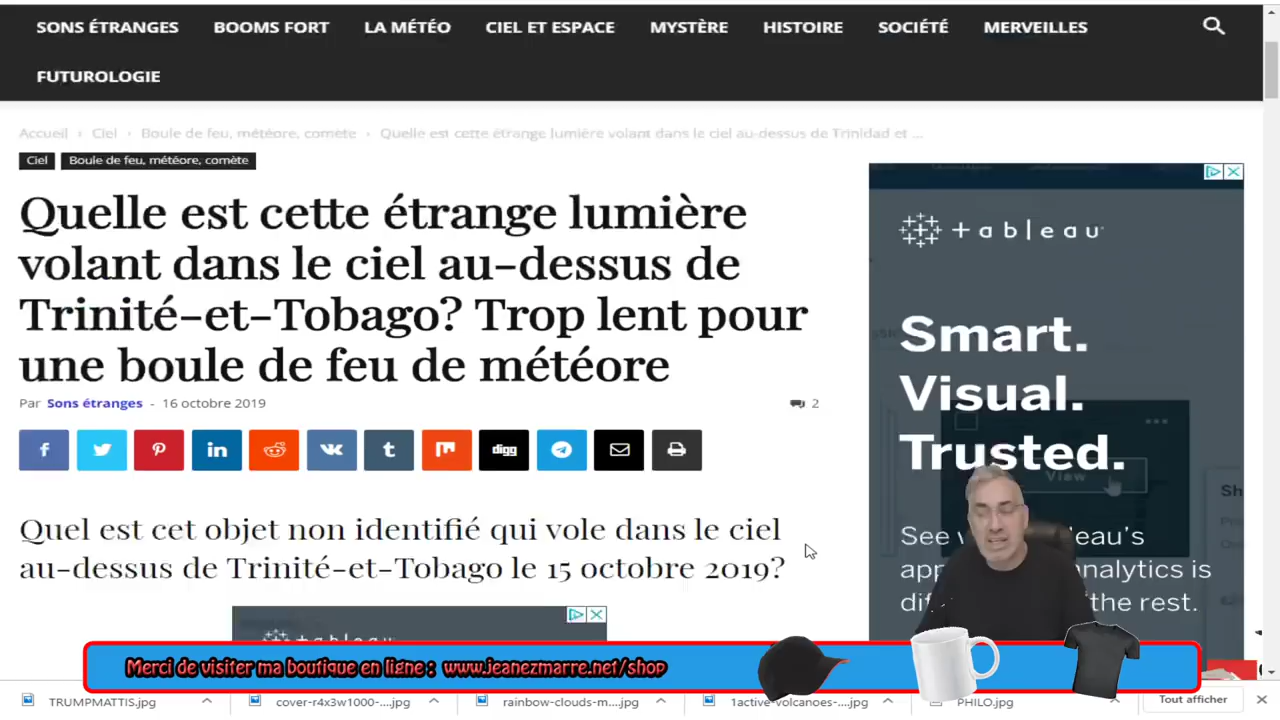 SONS ÉTRANGES BOOMS FORT LA MÉTÉO CIEL ET ESPACE MYSTÈRE HISTOIRE SOCIÉTÉ MERVEILLES
FUTUROLOGIE
Accueil › Ciel › Boule de feu, météore, comète › Quelle est cette étrange lumière volant dans le ciel au-dessus de Trinidad et ...
Ciel Boule de feu, météore, comète
Quelle est cette étrange lumière
volant dans le ciel au-dessus de
Trinité-et-Tobago? Trop lent pour
une boule de feu de météore
Par Sons étranges - 16 octobre 2019 2
digg
Quel est cet objet non identifié qui vole dans le ciel
au-dessus de Trinité-et-Tobago le 15 octobre 2019?
+ableau
Smart.
Visual.
Trusted.
View
See
eau's
nalytics is
the rest.
Merci de visiter ma boutique en ligne : www.jeanezmarre.net/shop
TRUMPMATTIS.jpg cover-r4x3w1000-....jpg rainbow-clouds-m....jpg 1active-volcanoes-....jpg PHILO.jpg Tout afficher